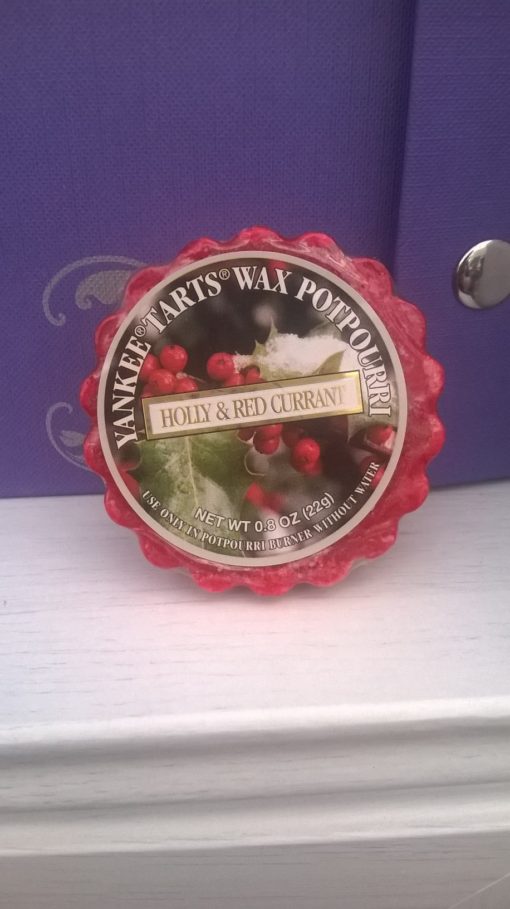 YANKEE® TARTS® WAX POTPOURRI
HOLLY & RED CURRANT
NET WT 0.8 OZ (22g)
USE ONLY IN POTPOURRI BURNER WITHOUT WATER